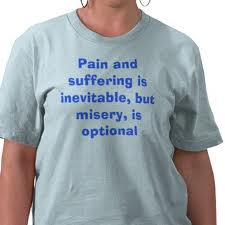 Pain and
suffering is
inevitable, but
misery, is
optional